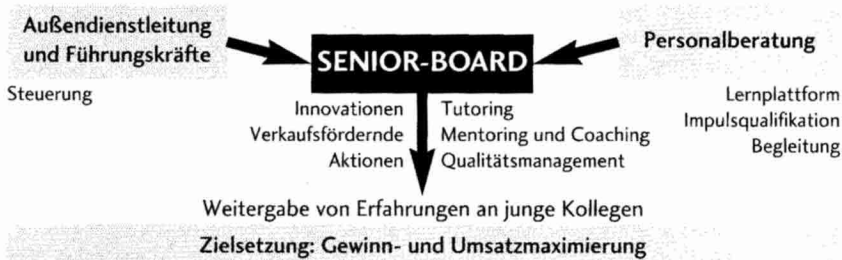 Außendienstleitung
und Führungskräfte
SENIOR-BOARD
Personalberatung
Steuerung
Innovationen
Verkaufsfördernde
Aktionen
Tutoring
Mentoring und Coaching
Qualitätsmanagement
Lernplattform
Impulsqualifikation
Begleitung
Weitergabe von Erfahrungen an junge Kollegen
Zielsetzung: Gewinn- und Umsatzmaximierung